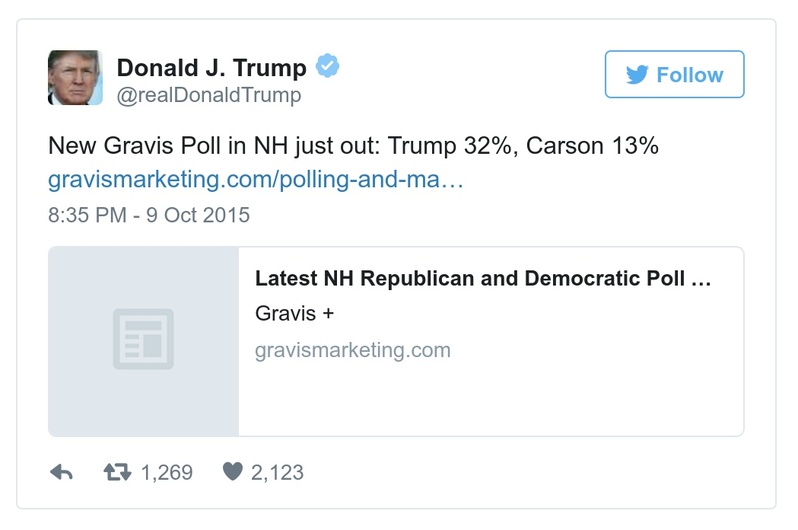 Donald J. Trump
@realDonaldTrump
Follow
New Gravis Poll in NH just out: Trump 32%, Carson 13%
gravismarketing.com/polling-and-ma…
8:35 PM - 9 Oct 2015
Latest NH Republican and Democratic Poll …
Gravis +
gravismarketing.com
1,269 2,123